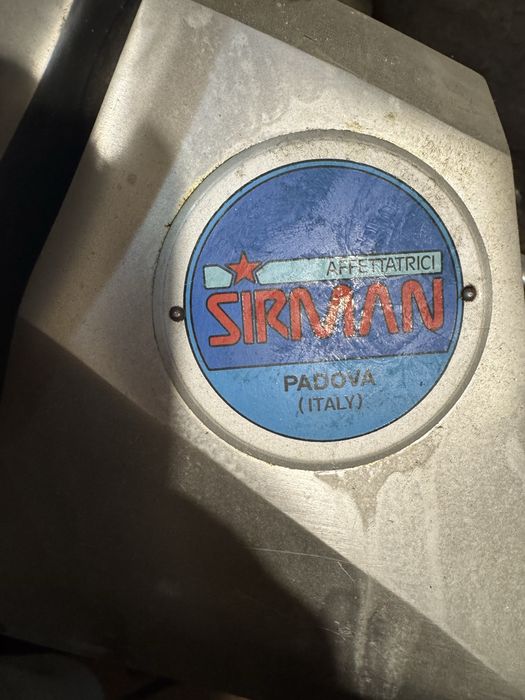 AFFETTATRICI
SIRMAN
PADOVA
(ITALY)